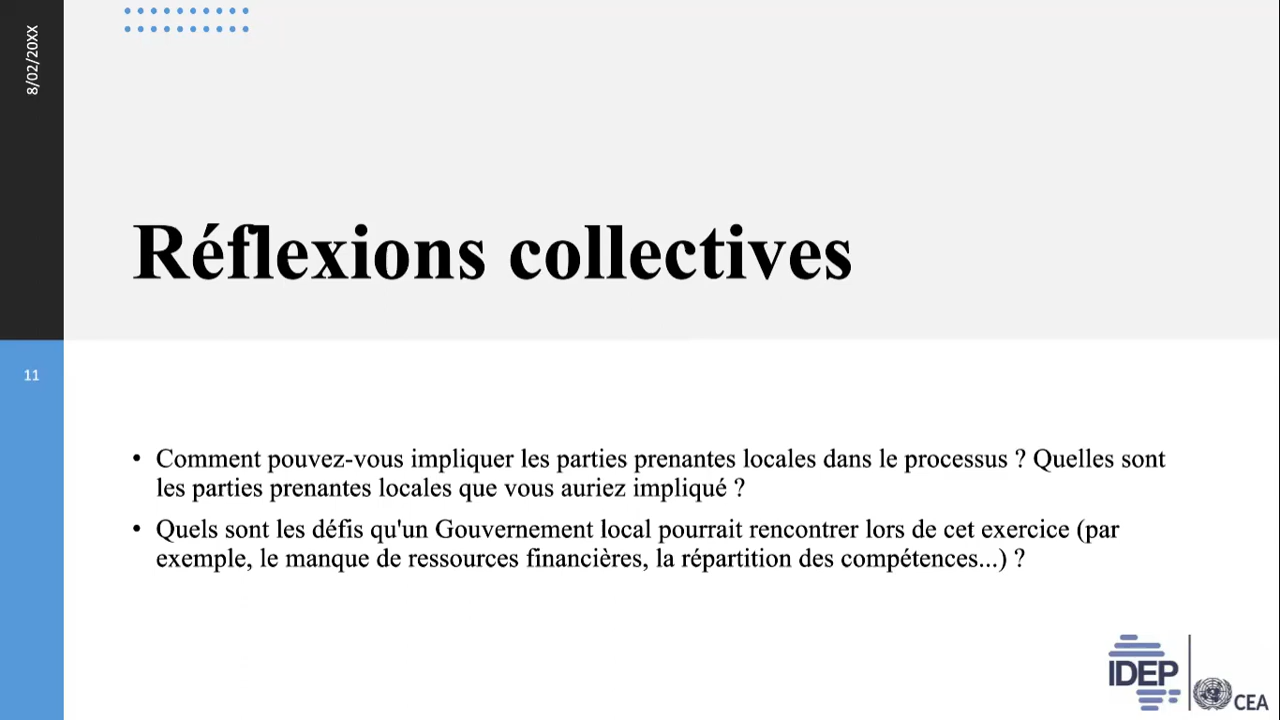 8/02/20XX
Réflexions collectives
11
• Comment pouvez-vous impliquer les parties prenantes locales dans le processus ? Quelles sont
les parties prenantes locales que vous auriez impliqué ?
• Quels sont les défis qu'un Gouvernement local pourrait rencontrer lors de cet exercice (par
exemple, le manque de ressources financières, la répartition des compétences...) ?
IDEP
CEA